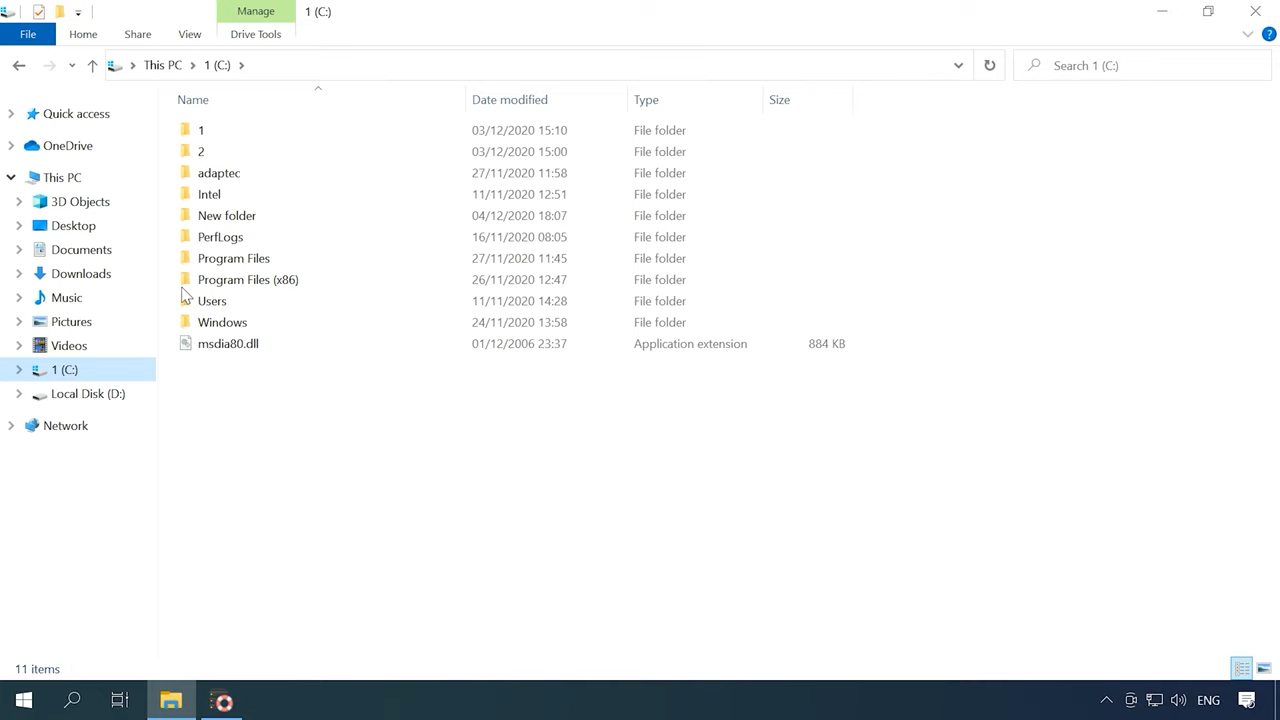 Manage
1 (C:)
File
Home
Share
View
Drive Tools
?
This PC
1 (C:)
Search 1 (C:)
Name
Date modified
Type
Size
1
03/12/2020 15:10
File folder
2
03/12/2020 15:00
File folder
adaptec
27/11/2020 11:58
File folder
Intel
11/11/2020 12:51
File folder
New folder
04/12/2020 18:07
File folder
PerfLogs
16/11/2020 08:05
File folder
Program Files
27/11/2020 11:45
File folder
Program Files (x86)
26/11/2020 12:47
File folder
Users
11/11/2020 14:28
File folder
Windows
24/11/2020 13:58
File folder
msdia80.dll
01/12/2006 23:37
Application extension
884 KB
Quick access
OneDrive
This PC
3D Objects
Desktop
Documents
Downloads
Music
Pictures
Videos
1 (C:)
Local Disk (D:)
Network
11 items
ENG